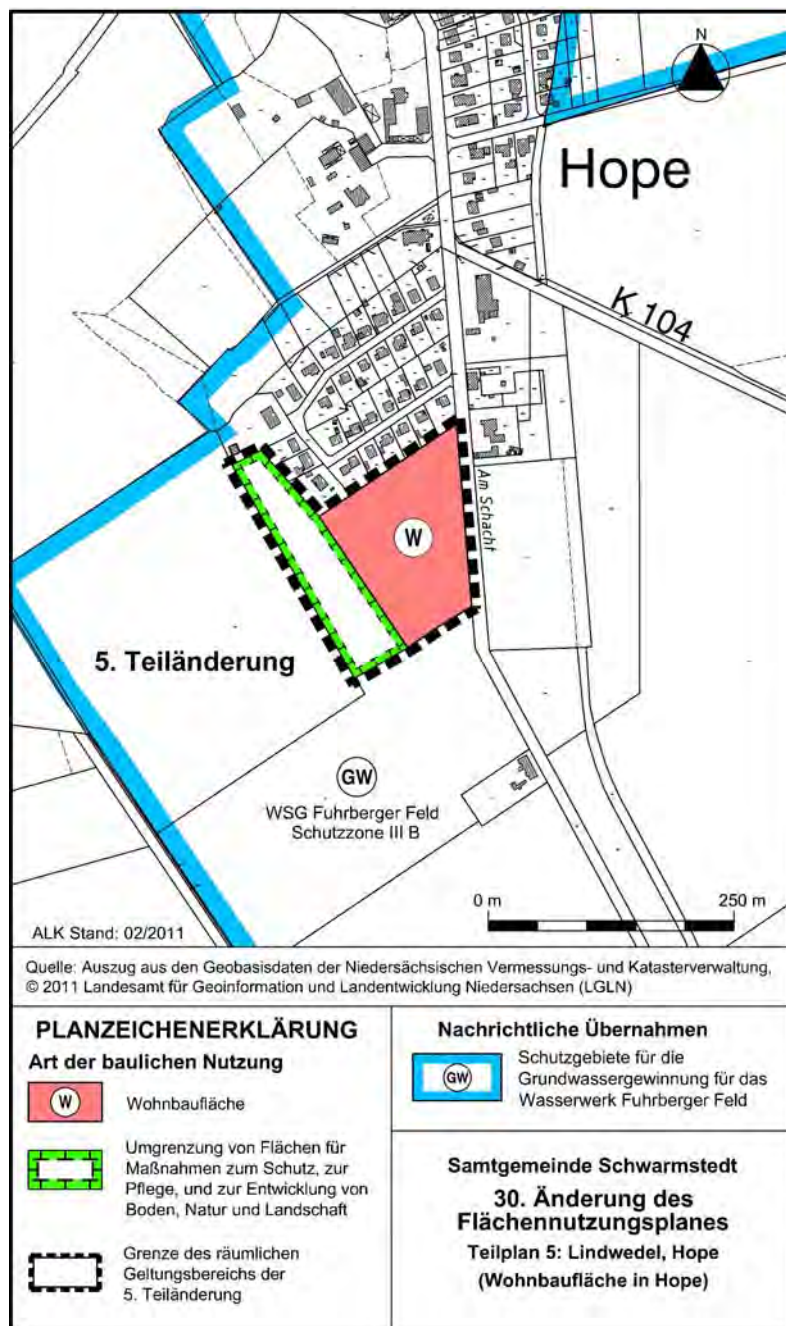 N
Hope
K 104
Am Schacht
W
5. Teiländerung
GW
WSG Fuhrberger Feld
Schutzzone III B
0 m 250 m
ALK Stand: 02/2011
Quelle: Auszug aus den Geobasisdaten der Niedersächsischen Vermessungs- und Katasterverwaltung,
© 2011 Landesamt für Geoinformation und Landentwicklung Niedersachsen (LGLN)
PLANZEICHENERKLÄRUNG
Art der baulichen Nutzung
W
Wohnbaufläche
Umgrenzung von Flächen für
Maßnahmen zum Schutz, zur
Pflege, und zur Entwicklung von
Boden, Natur und Landschaft
Grenze des räumlichen
Geltungsbereichs der
5. Teiländerung
Nachrichtliche Übernahmen
GW
Schutzgebiete für die
Grundwassergewinnung für das
Wasserwerk Fuhrberger Feld
Samtgemeinde Schwarmstedt
30. Änderung des
Flächennutzungsplanes
Teilplan 5: Lindwedel, Hope
(Wohnbaufläche in Hope)